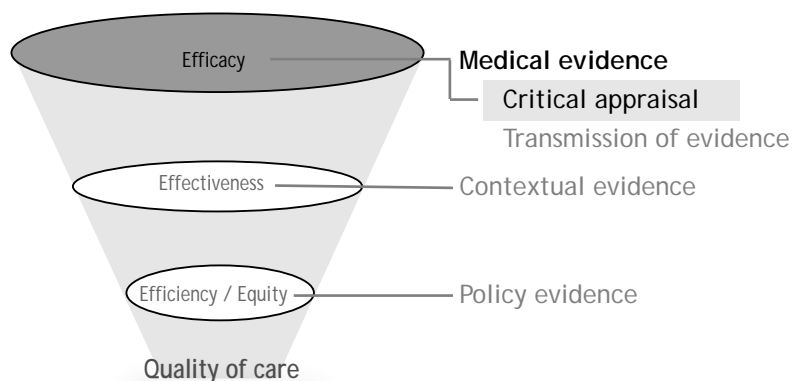 Efficacy
Medical evidence
Critical appraisal
Transmission of evidence
Effectiveness
Contextual evidence
Efficiency / Equity
Policy evidence
Quality of care